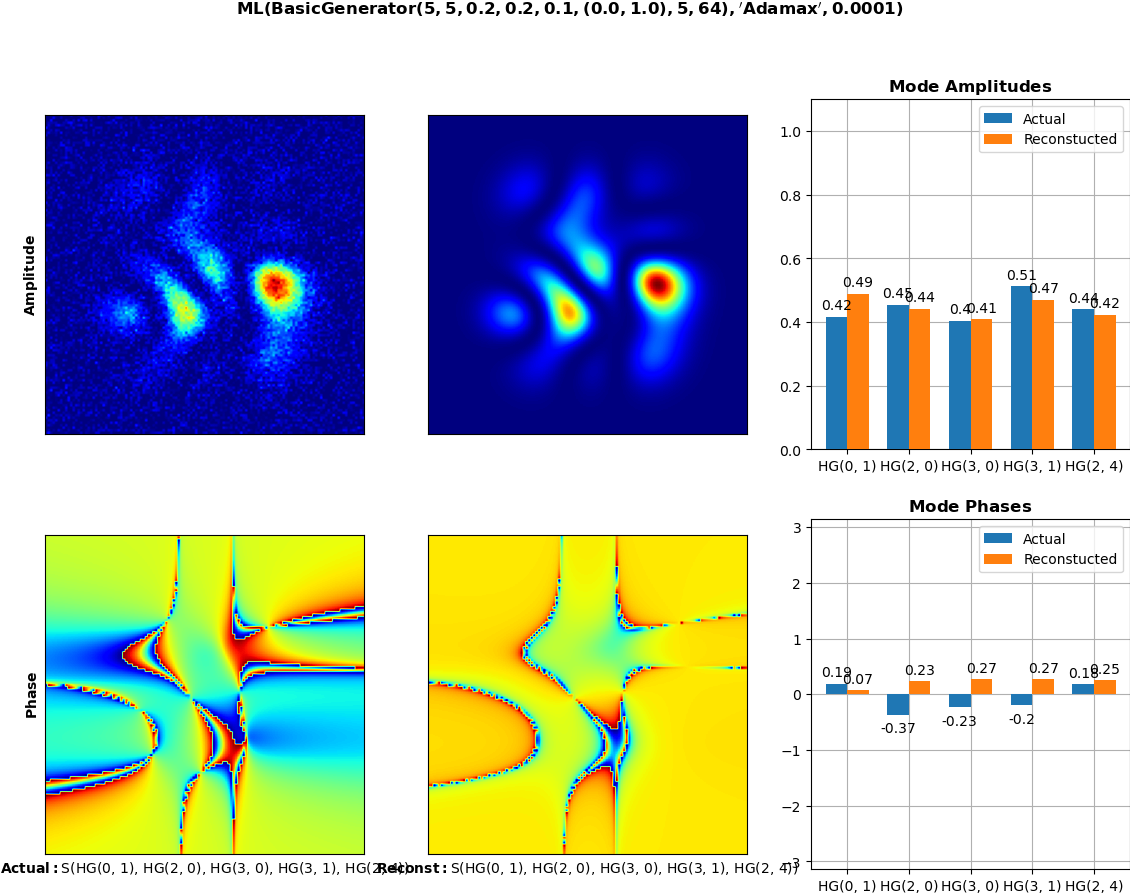 ML(BasicGenerator(5, 5, 0.2, 0.2, 0.1, (0.0, 1.0), 5, 64), ′Adamax′, 0.0001)
Mode Amplitudes
Actual
Reconstucted
1.0
0.8
0.6
0.4
0.2
0.0
0.42
0.49
0.45
0.44
0.4
0.41
0.51
0.47
0.44
0.42
HG(0, 1) HG(2, 0) HG(3, 0) HG(3, 1) HG(2, 4)
Amplitude
Mode Phases
Actual
Reconstucted
3
2
1
0
−1
−2
−3
0.19
0.07
-0.37
0.23
-0.23
0.27
-0.2
0.27
0.18
0.25
HG(0, 1) HG(2, 0) HG(3, 0) HG(3, 1) HG(2, 4)
Phase
Actual: S(HG(0, 1), HG(2, 0), HG(3, 0), HG(3, 1), HG(2, 4))
Reconst: S(HG(0, 1), HG(2, 0), HG(3, 0), HG(3, 1), HG(2, 4))